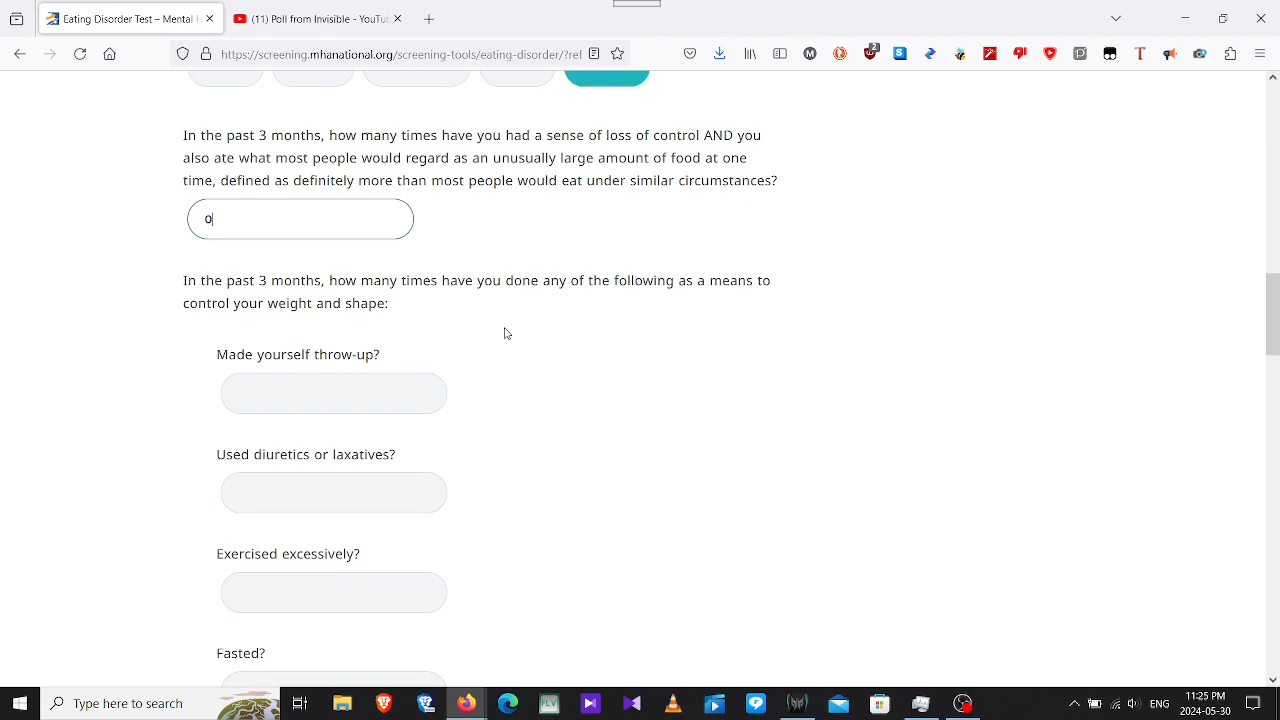 Eating Disorder Test – Mental H
(11) Poll from Invisible - YouTub
https://screening.mhanational.org/screening-tools/eating-disorder/?ref
2
In the past 3 months, how many times have you had a sense of loss of control AND you
also ate what most people would regard as an unusually large amount of food at one
time, defined as definitely more than most people would eat under similar circumstances?
0
In the past 3 months, how many times have you done any of the following as a means to
control your weight and shape:
Made yourself throw-up?
Used diuretics or laxatives?
Exercised excessively?
Fasted?
Type here to search
FLV
ENG
11:25 PM
2024-05-30